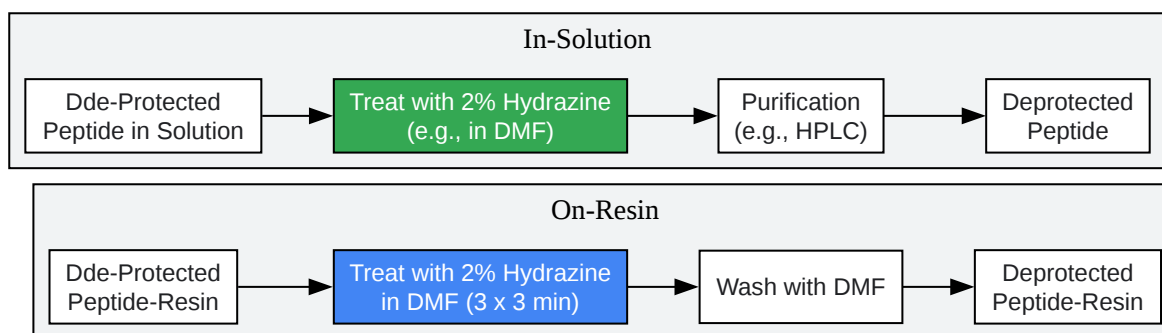 In-Solution
Dde-Protected
Peptide in Solution
Treat with 2% Hydrazine
(e.g., in DMF)
Purification
(e.g., HPLC)
Deprotected
Peptide
On-Resin
Dde-Protected
Peptide-Resin
Treat with 2% Hydrazine
in DMF (3 x 3 min)
Wash with DMF
Deprotected
Peptide-Resin